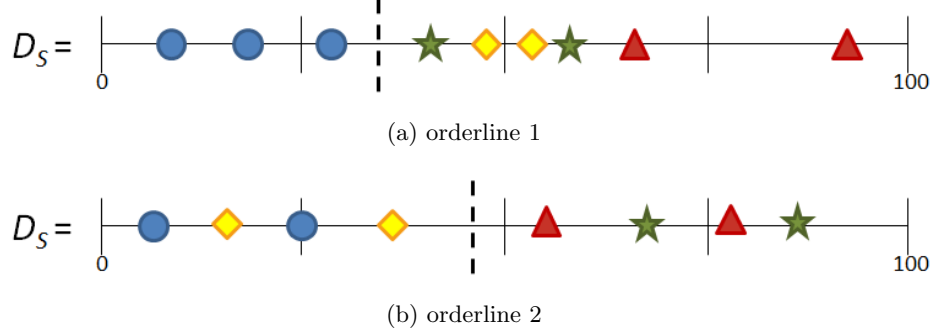 D_S =
0 100
(a) orderline 1
D_S =
0 100
(b) orderline 2